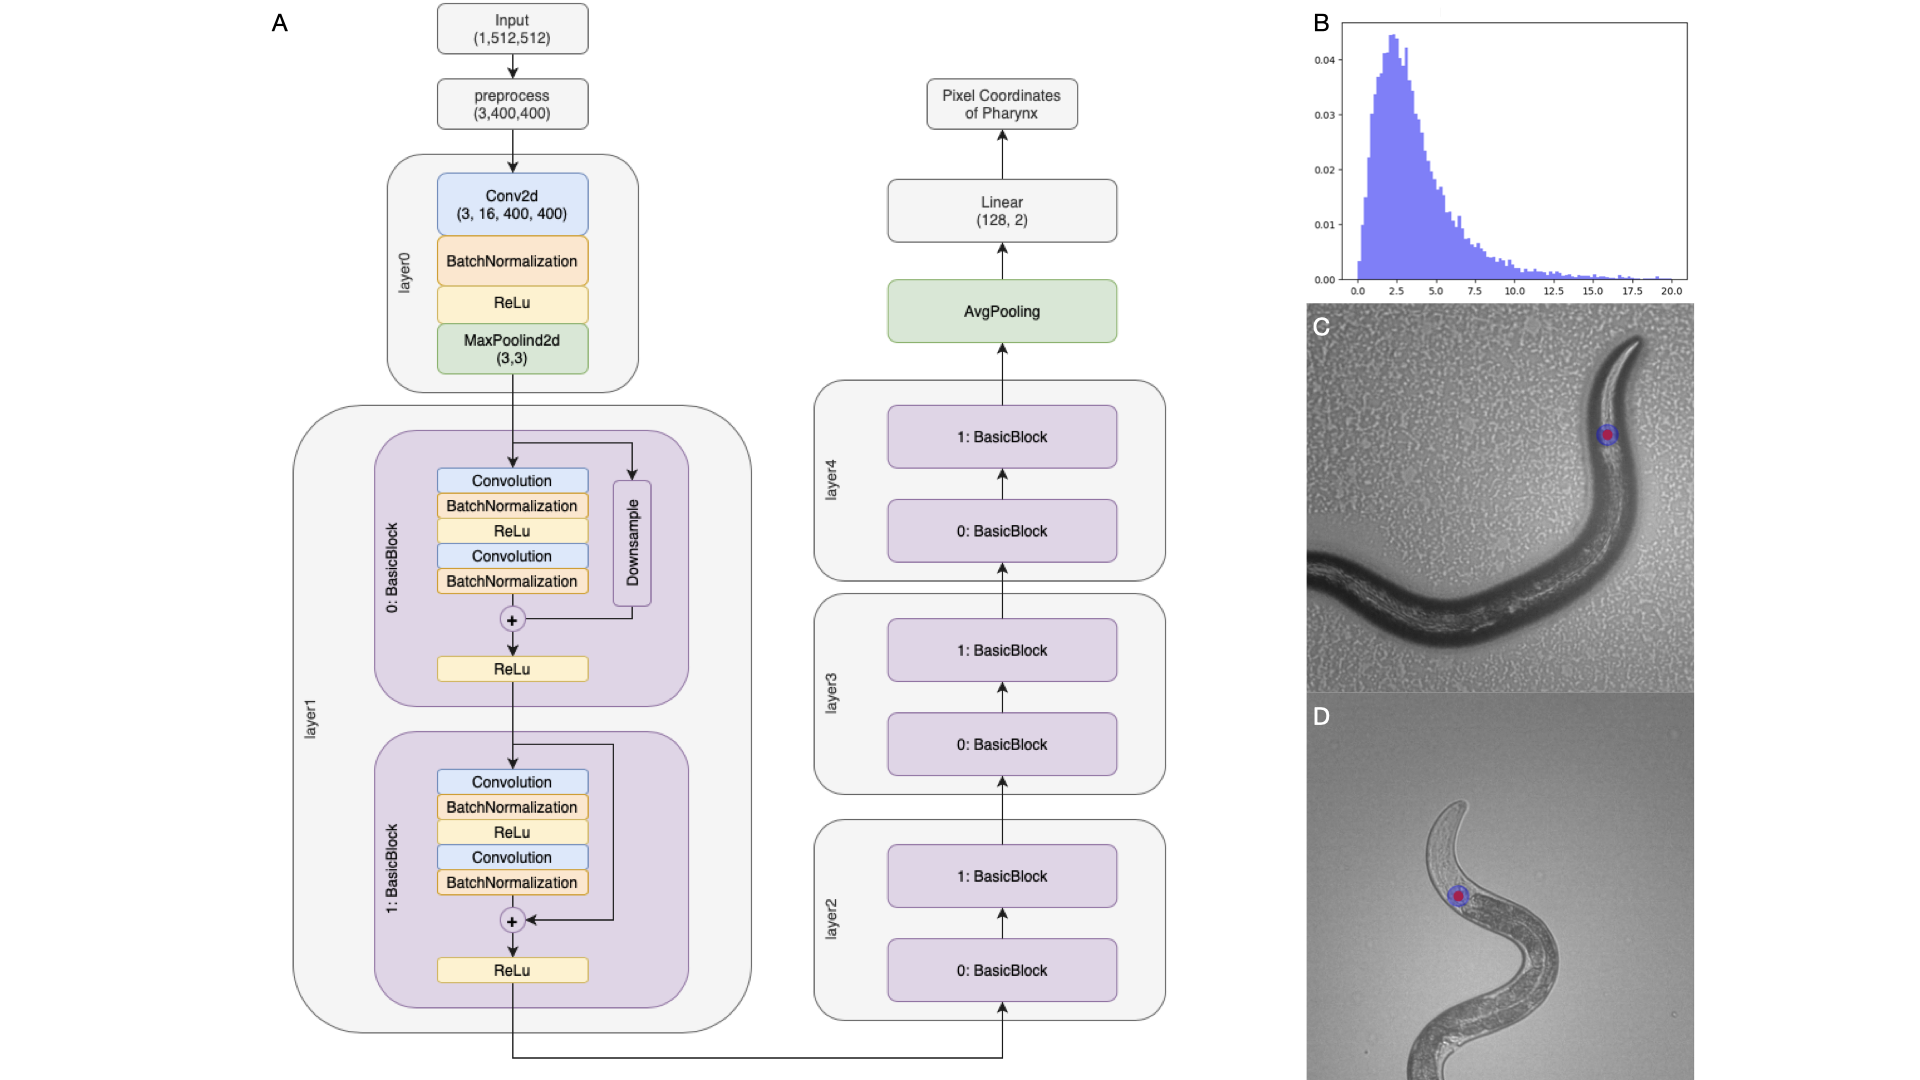 A
Input
(1,512,512)
preprocess
(3,400,400)
layer0
Conv2d
(3, 16, 400, 400)
BatchNormalization
ReLu
MaxPoolind2d
(3,3)
layer1
0: BasicBlock
Convolution
BatchNormalization
ReLu
Convolution
BatchNormalization
Downsample
+
ReLu
1: BasicBlock
Convolution
BatchNormalization
ReLu
Convolution
BatchNormalization
+
ReLu
Pixel Coordinates
of Pharynx
Linear
(128, 2)
AvgPooling
layer4
1: BasicBlock
0: BasicBlock
layer3
1: BasicBlock
0: BasicBlock
layer2
1: BasicBlock
0: BasicBlock
B
0.04
0.03
0.02
0.01
0.00
0.0 2.5 5.0 7.5 10.0 12.5 15.0 17.5 20.0
C
D